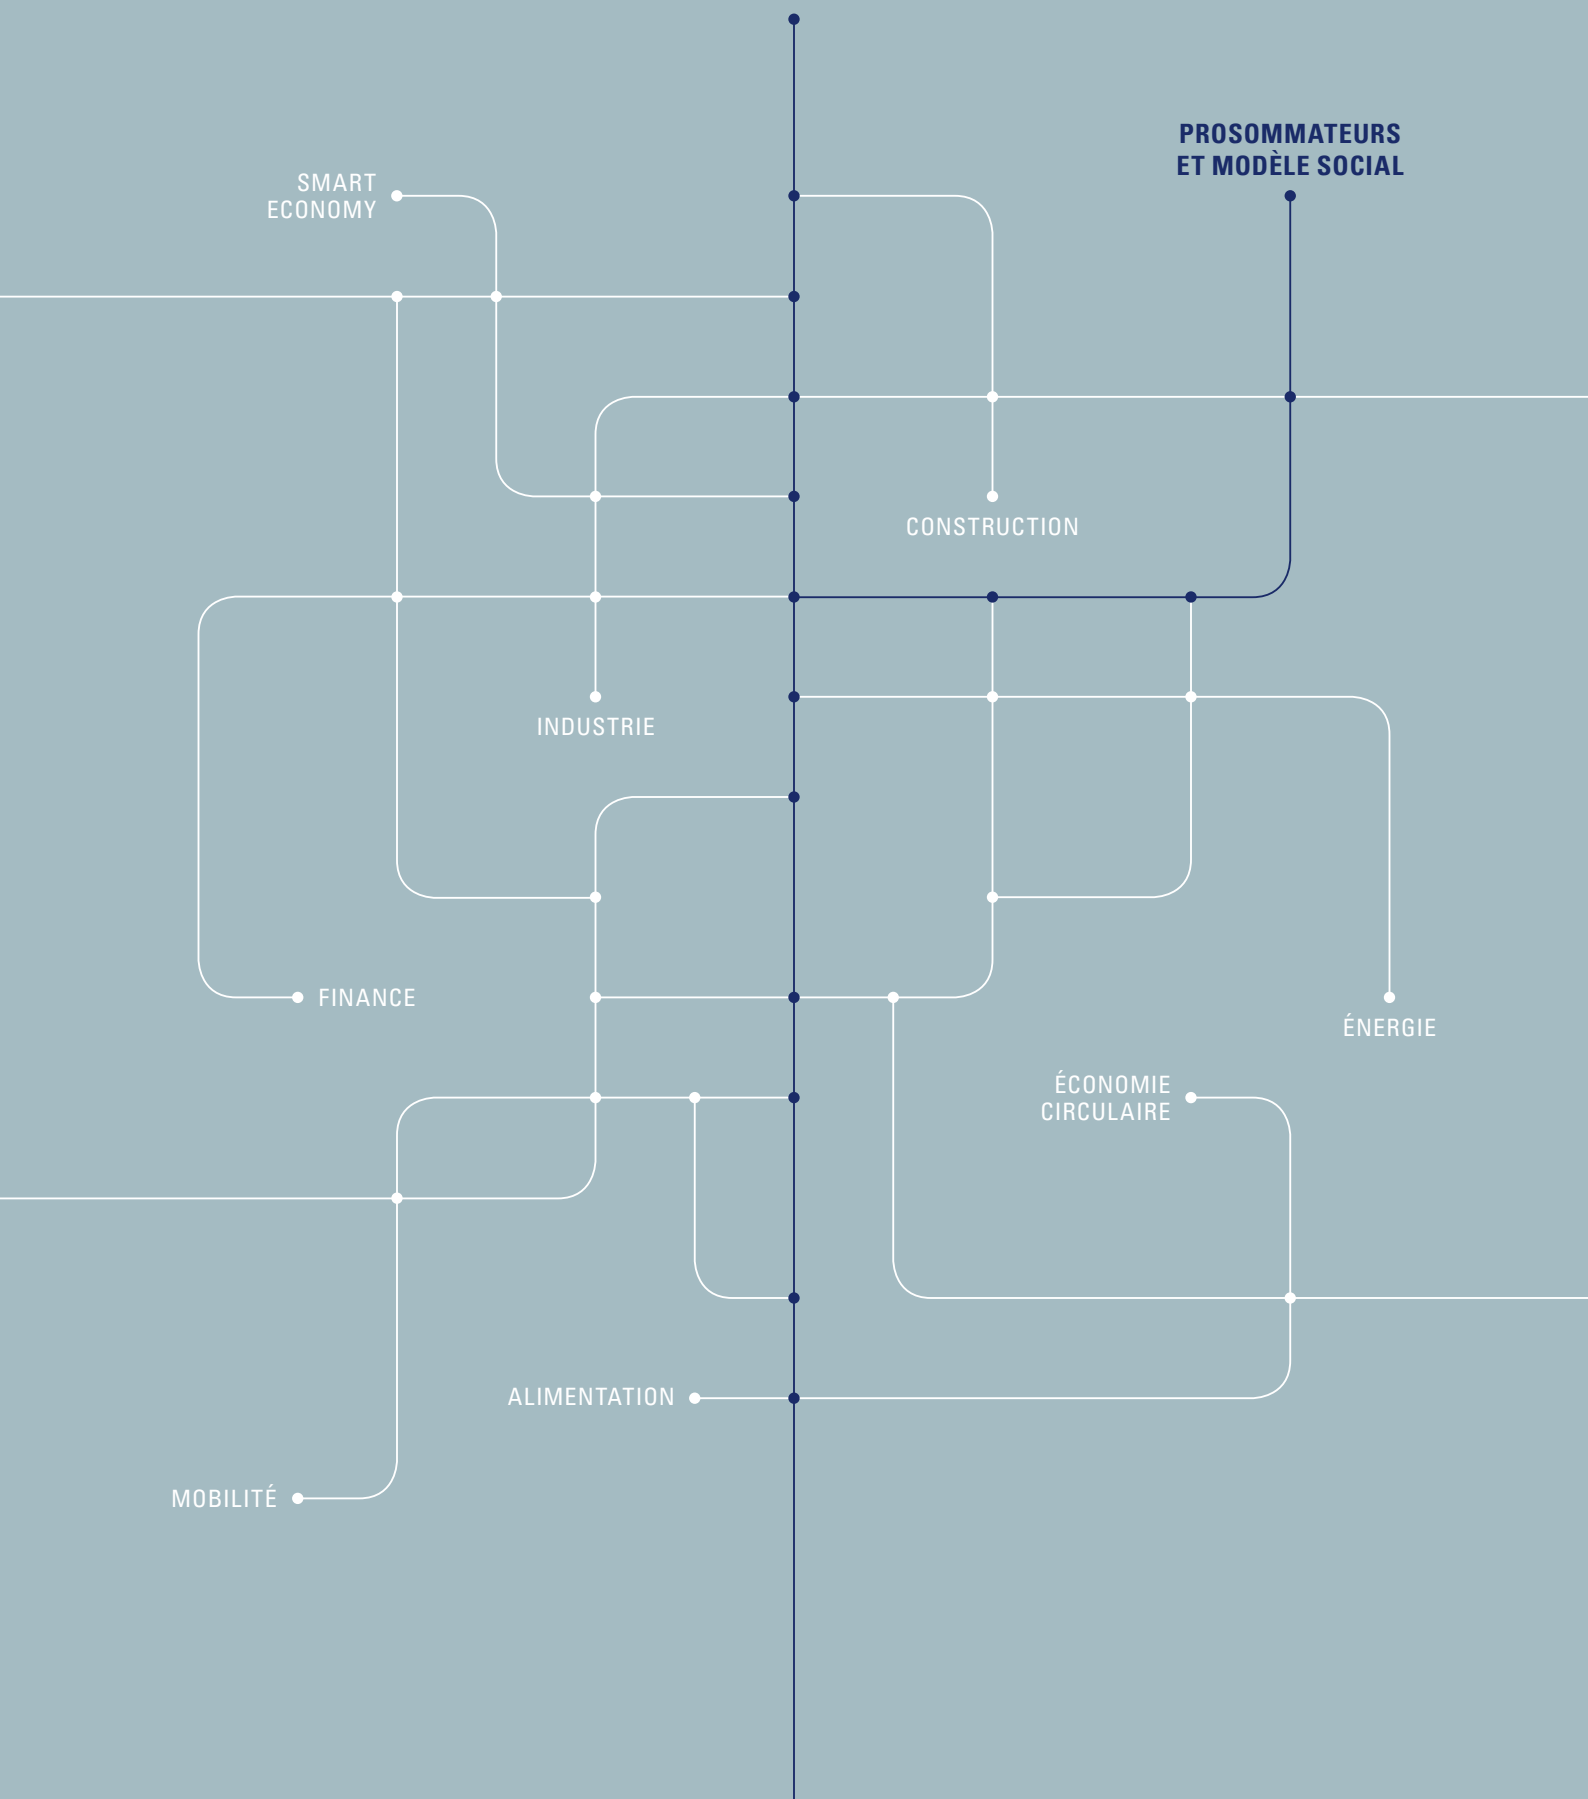 PROSOMMATEURS
ET MODÈLE SOCIAL
SMART
ECONOMY
CONSTRUCTION
INDUSTRIE
FINANCE
ÉNERGIE
ÉCONOMIE
CIRCULAIRE
ALIMENTATION
MOBILITÉ